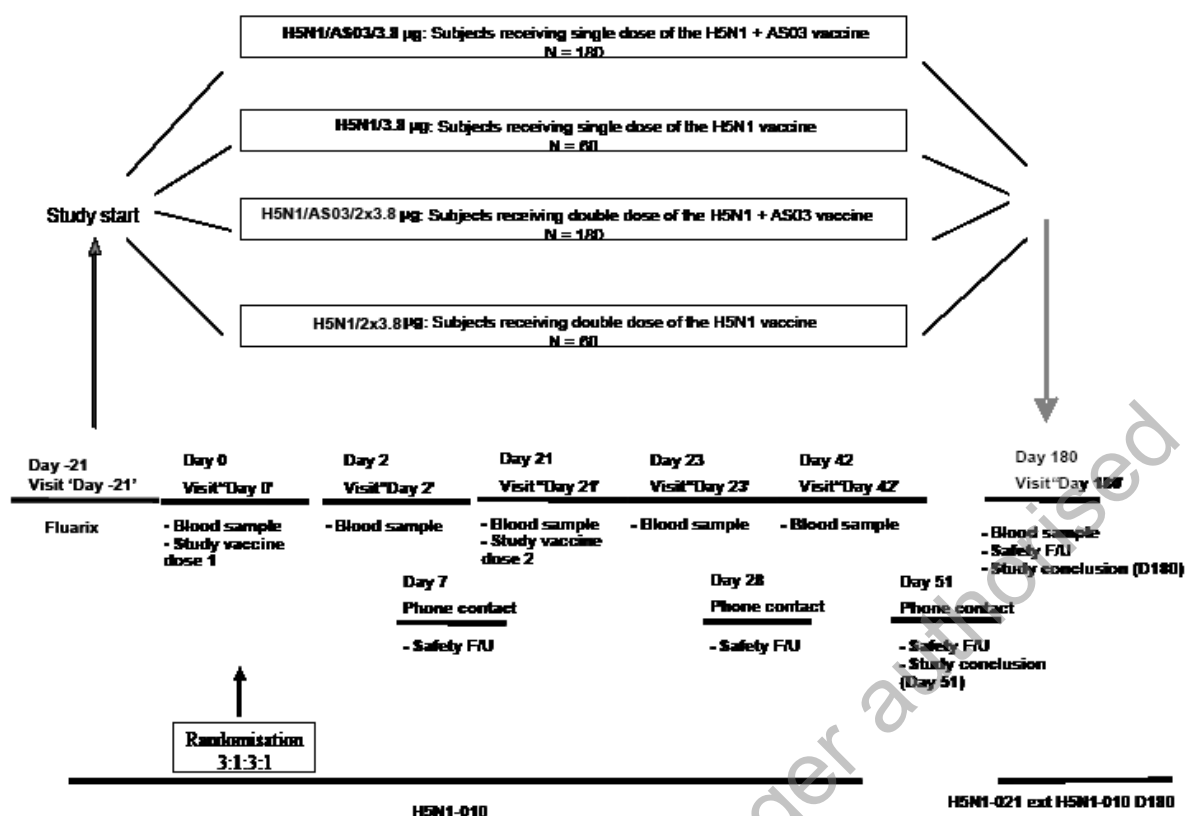 H5N1/AS03/3.8 µg: Subjects receiving single dose of the H5N1 + AS03 vaccine
N = 180
H5N1/3.8 µg: Subjects receiving single dose of the H5N1 vaccine
N = 60
Study start
H5N1/AS03/2x3.8 µg: Subjects receiving double dose of the H5N1 + AS03 vaccine
N = 180
H5N1/2x3.8 µg: Subjects receiving double dose of the H5N1 vaccine
N = 60
Day -21
Visit 'Day -21'
Fluarix
Day 0
Visit "Day 0'
- Blood sample
- Study vaccine
dose 1
Day 2
Visit "Day 2'
- Blood sample
Day 21
Visit "Day 21'
- Blood sample
- Study vaccine
dose 2
Day 23
Visit "Day 23'
- Blood sample
Day 42
Visit "Day 42'
- Blood sample
Day 180
Visit "Day 180'
- Blood sample
- Safety F/U
- Study conclusion (D180)
Day 7
Phone contact
- Safety F/U
Day 28
Phone contact
- Safety F/U
Day 51
Phone contact
- Safety F/U
- Study conclusion
(Day 51)
Randomisation
3:1:3:1
H5N1-010
H5N1-021 ext H5N1-010 D180
ger authorised